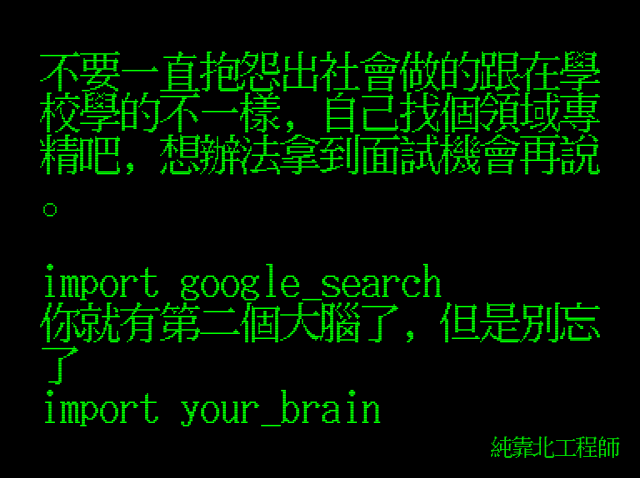 不要一直抱怨出社會做的跟在學
校學的不一樣，自己找個領域專
精吧，想辦法拿到面試機會再說
。
import google_search
你就有第二個大腦了，但是別忘
了
import your_brain
純靠北工程師